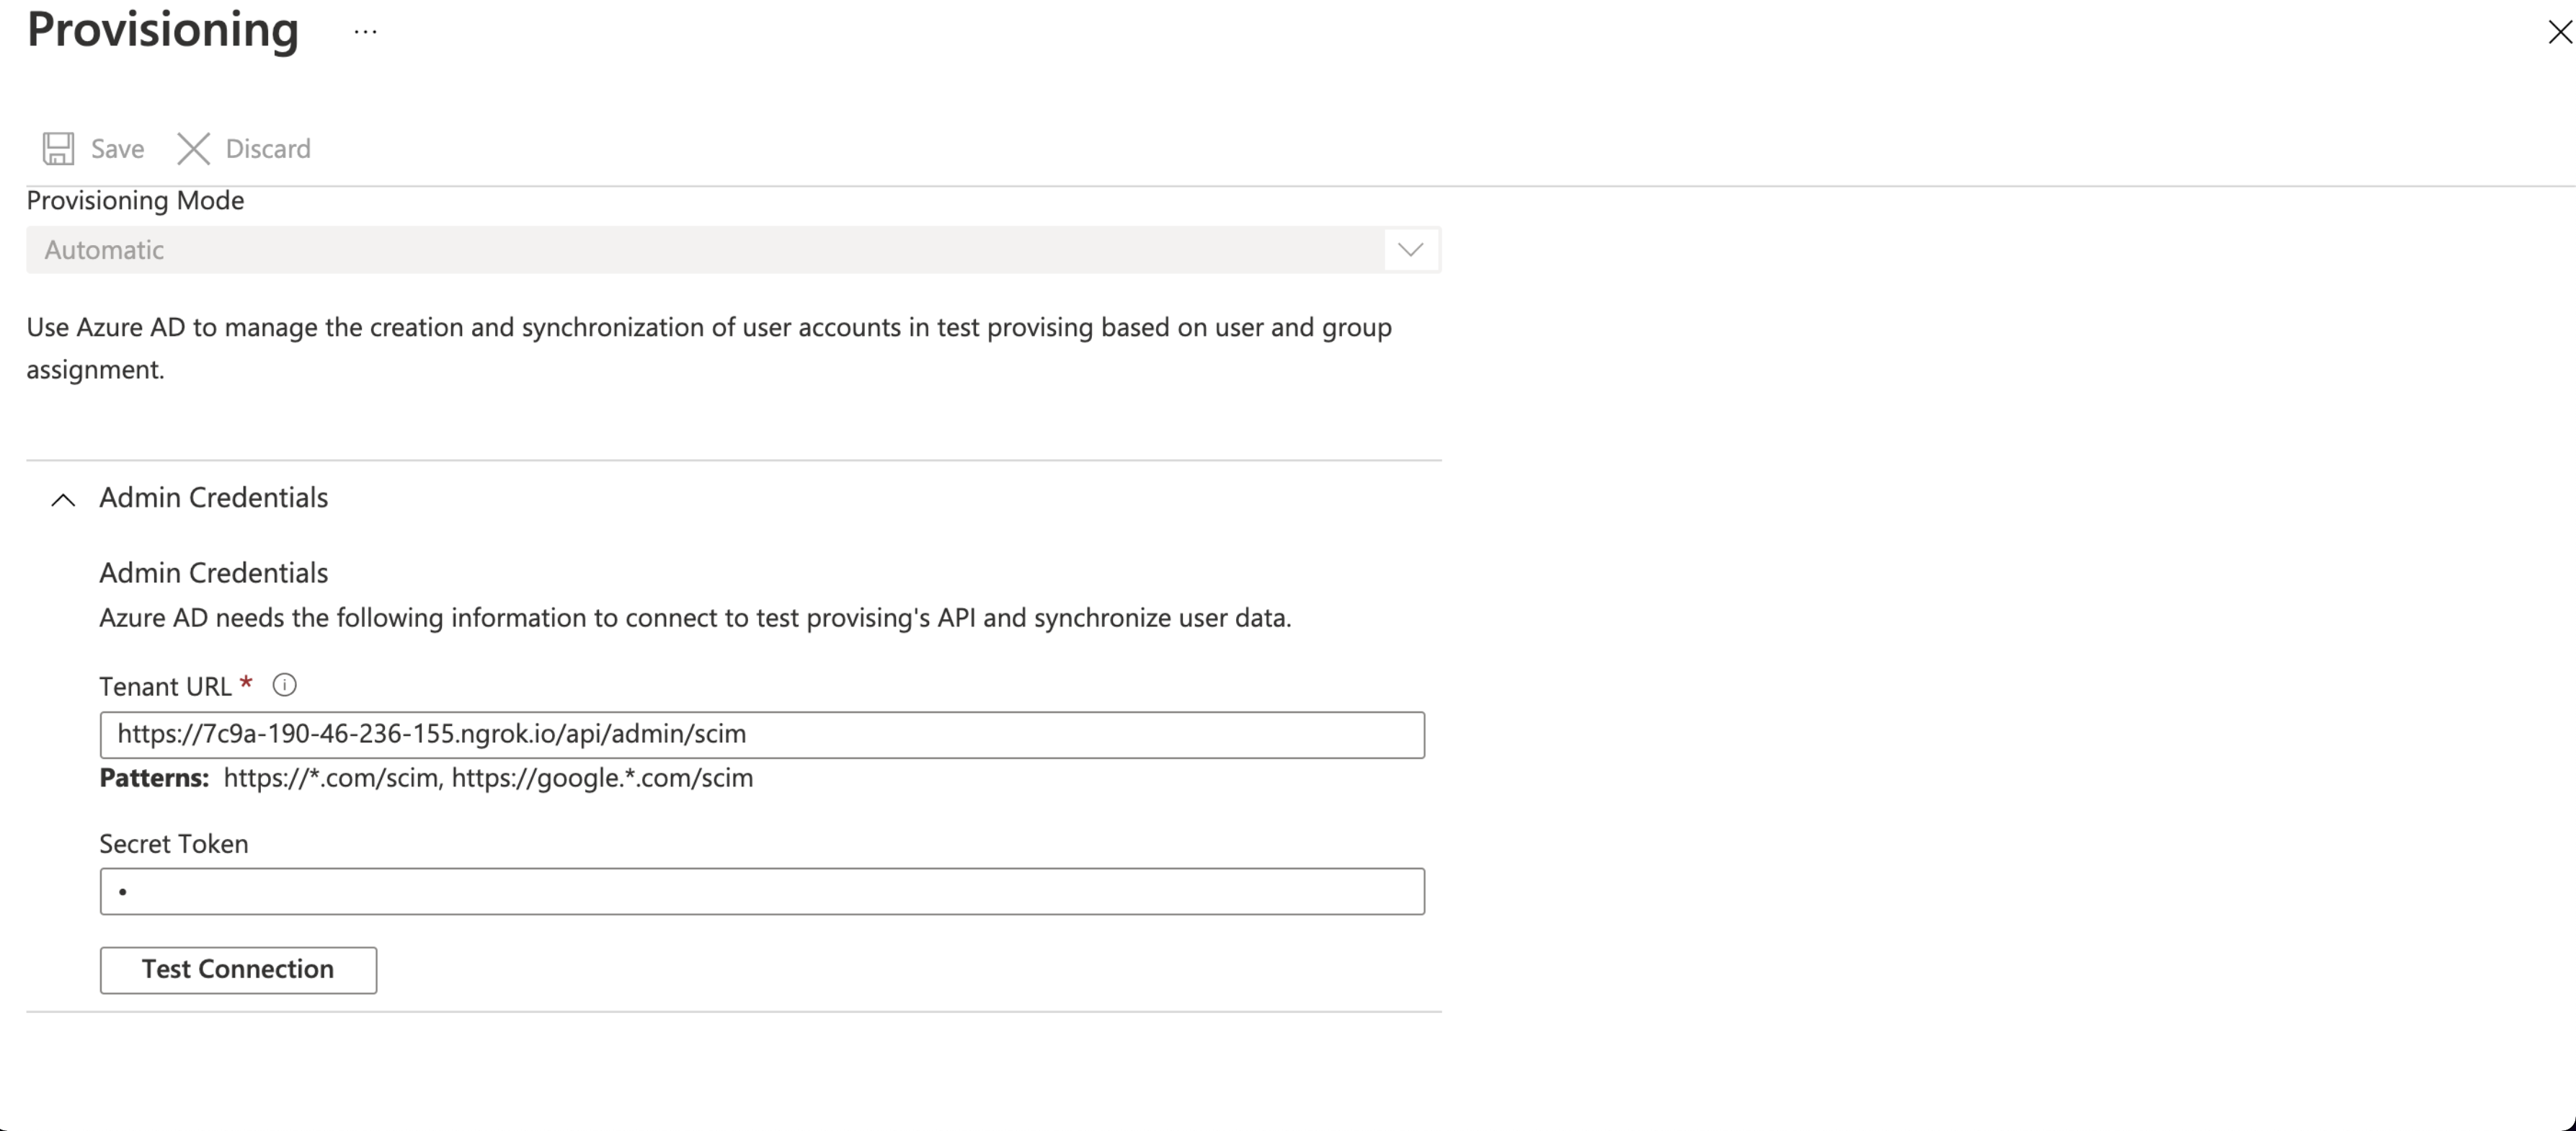 Provisioning ...
Save Discard
Provisioning Mode
Automatic
Use Azure AD to manage the creation and synchronization of user accounts in test provising based on user and group
assignment.
Admin Credentials
Admin Credentials
Azure AD needs the following information to connect to test provising's API and synchronize user data.
Tenant URL *
https://7c9a-190-46-236-155.ngrok.io/api/admin/scim
Patterns: https://*.com/scim, https://google.*.com/scim
Secret Token
•
Test Connection